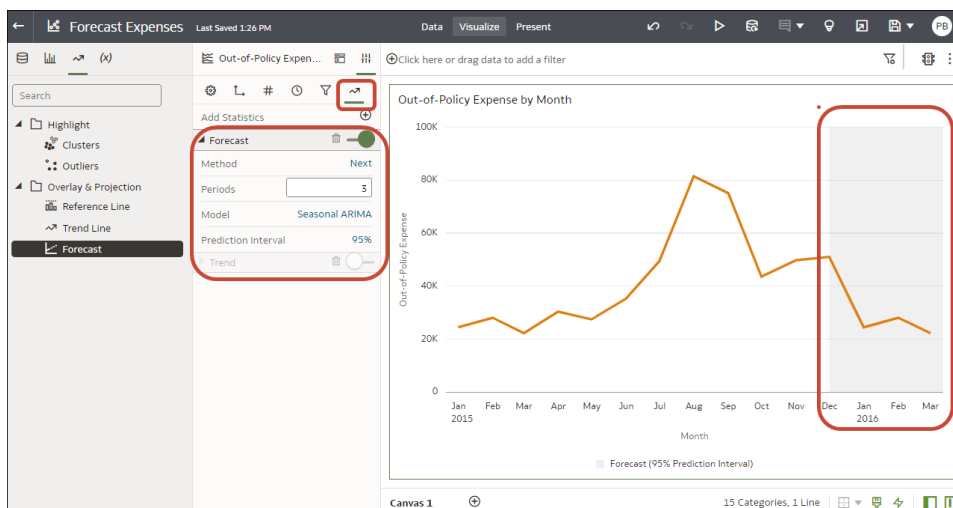 Forecast Expenses Last Saved 1:26 PM
Data Visualize Present
PB
(x)
Search
Highlight
Clusters
Outliers
Overlay & Projection
Reference Line
Trend Line
Forecast
Out-of-Policy Expen...
#
Add Statistics
Forecast
Method Next
Periods 3
Model Seasonal ARIMA
Prediction Interval 95%
Trend
Click here or drag data to add a filter
Out-of-Policy Expense by Month
100K
80K
60K
40K
20K
0
Out-of-Policy Expense
Jan Feb Mar Apr May Jun Jul Aug Sep Oct Nov Dec Jan Feb Mar
2015 2016
Month
Forecast (95% Prediction Interval)
Canvas 1
15 Categories, 1 Line